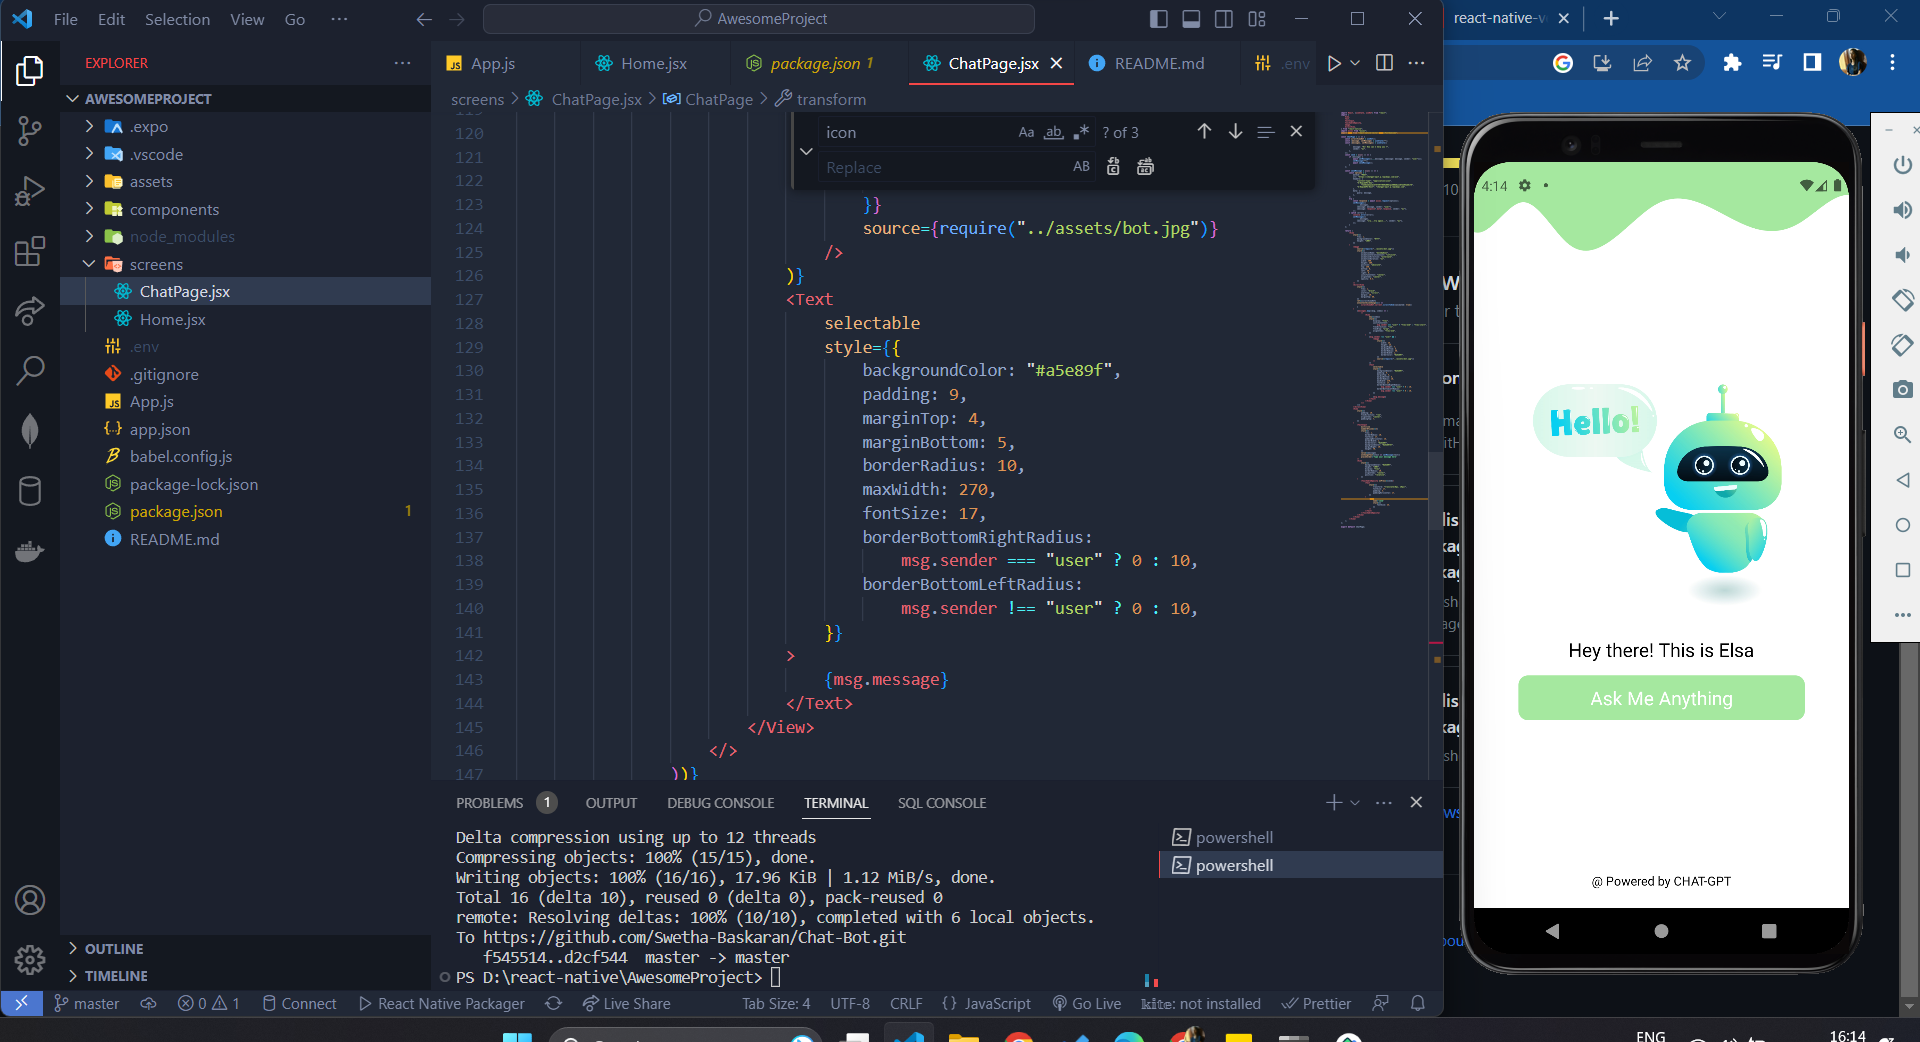 File Edit Selection View Go ···
AwesomeProject
react-native-v
EXPLORER
AWESOMEPROJECT
.expo
.vscode
assets
components
node_modules
screens
ChatPage.jsx
Home.jsx
.env
.gitignore
App.js
app.json
babel.config.js
package-lock.json
package.json 1
README.md
OUTLINE
TIMELINE
App.js Home.jsx package.json 1 ChatPage.jsx README.md .env
screens > ChatPage.jsx > ChatPage > transform
icon Aa ab ? of 3
Replace AB
120
121
122
123 }}
124 source={require("../assets/bot.jpg")}
125 />
126 )}
127 <Text
128 selectable
129 style={{
130 backgroundColor: "#a5e89f",
131 padding: 9,
132 marginTop: 4,
133 marginBottom: 5,
134 borderRadius: 10,
135 maxWidth: 270,
136 fontSize: 17,
137 borderBottomRightRadius:
138 msg.sender === "user" ? 0 : 10,
139 borderBottomLeftRadius:
140 msg.sender !== "user" ? 0 : 10,
141 }}
142 >
143 {msg.message}
144 </Text>
145 </View>
146 </>
147 ))}
PROBLEMS 1 OUTPUT DEBUG CONSOLE TERMINAL SQL CONSOLE
Delta compression using up to 12 threads
Compressing objects: 100% (15/15), done.
Writing objects: 100% (16/16), 17.96 KiB | 1.12 MiB/s, done.
Total 16 (delta 10), reused 0 (delta 0), pack-reused 0
remote: Resolving deltas: 100% (10/10), completed with 6 local objects.
To https://github.com/Swetha-Baskaran/Chat-Bot.git
f545514..d2cf544 master -> master
PS D:\react-native\AwesomeProject>
powershell
powershell
master 0 1 Connect React Native Packager Live Share Tab Size: 4 UTF-8 CRLF {} JavaScript Go Live kite: not installed Prettier
4:14
Hello!
Hey there! This is Elsa
Ask Me Anything
@ Powered by CHAT-GPT
ENG
16:14